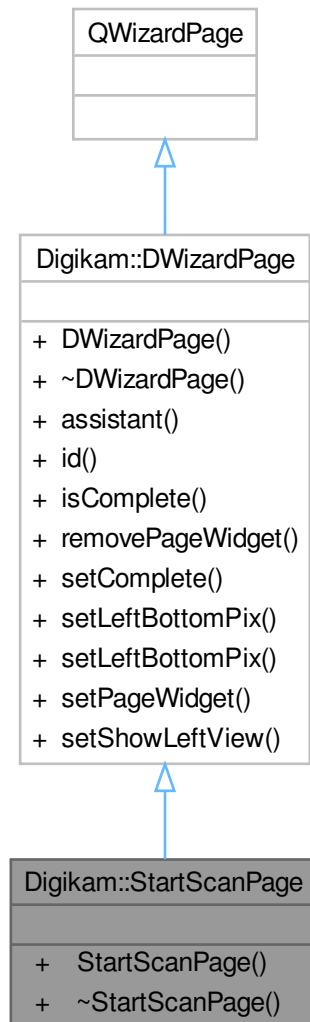 QWizardPage
Digikam::DWizardPage
+ DWizardPage()
+ ~DWizardPage()
+ assistant()
+ id()
+ isComplete()
+ removePageWidget()
+ setComplete()
+ setLeftBottomPix()
+ setLeftBottomPix()
+ setPageWidget()
+ setShowLeftView()
Digikam::StartScanPage
+ StartScanPage()
+ ~StartScanPage()